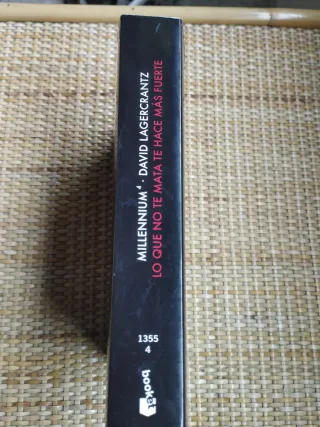 MILLENNIUM 4 · DAVID LAGERCRANTZ
LO QUE NO TE MATA TE HACE MÁS FUERTE
1355
4
booket